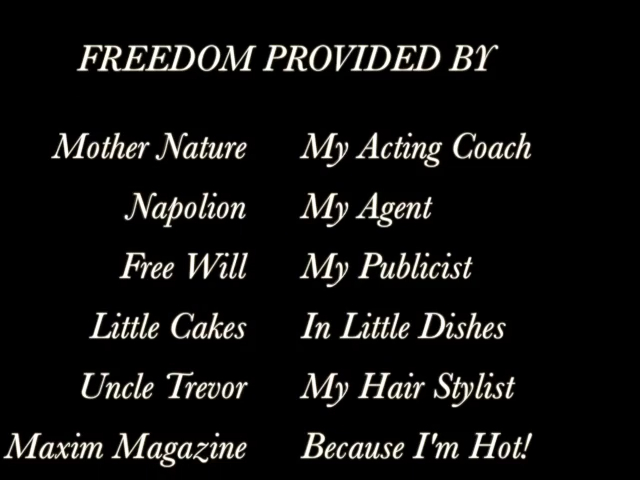 FREEDOM PROVIDED BY
Mother Nature My Acting Coach
Napolion My Agent
Free Will My Publicist
Little Cakes In Little Dishes
Uncle Trevor My Hair Stylist
Maxim Magazine Because I'm Hot!